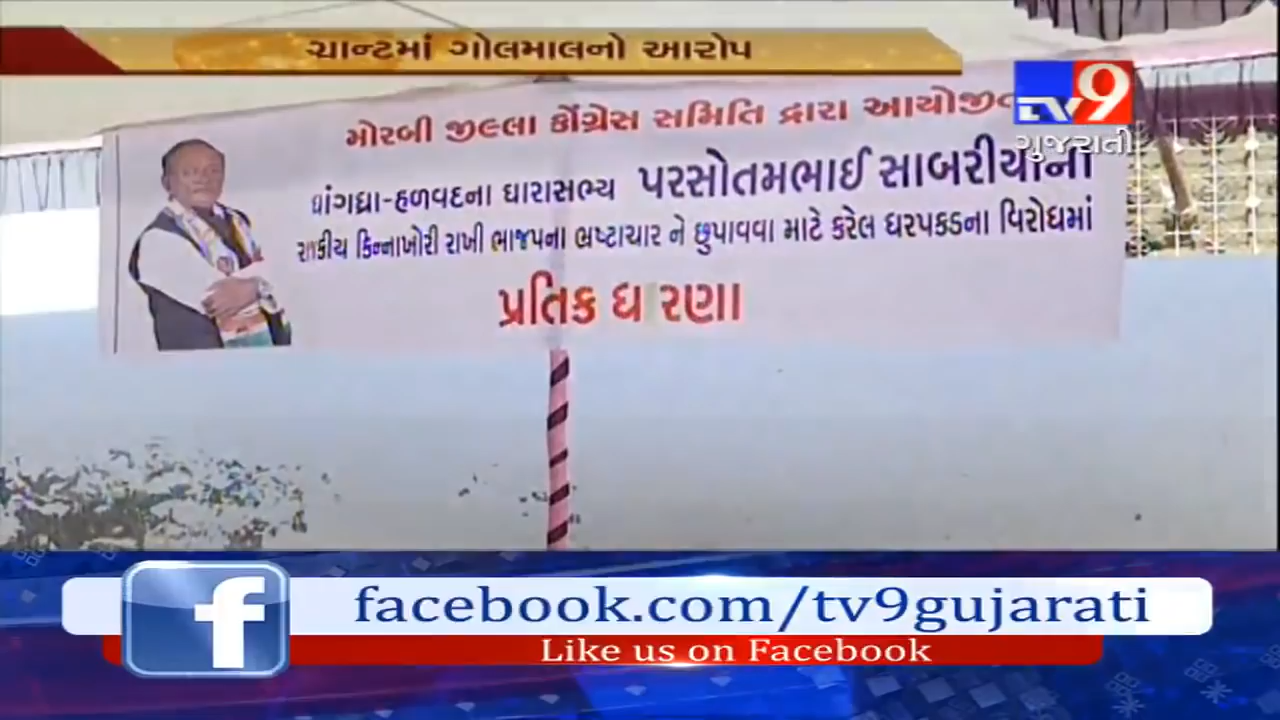 ગ્રાન્ટમાં ગોલમાલનો આરોપ
TV9
ગુજરાતી
મોરબી જીલ્લા કોંગ્રેસ સમિતિ દ્વારા
ધ્રાંગધ્રા-હળવદના ધારાસભ્ય પરસોતમભાઈ સાબરીયાની
રાજકીય કિન્નાખોરી રાખી ભાજપના ભ્રષ્ટાચાર ને છુપાવવા માટે કરેલ ધરપકડના વિરોધમાં
પ્રતિક ધરણા
facebook.com/tv9gujarati
Like us on Facebook